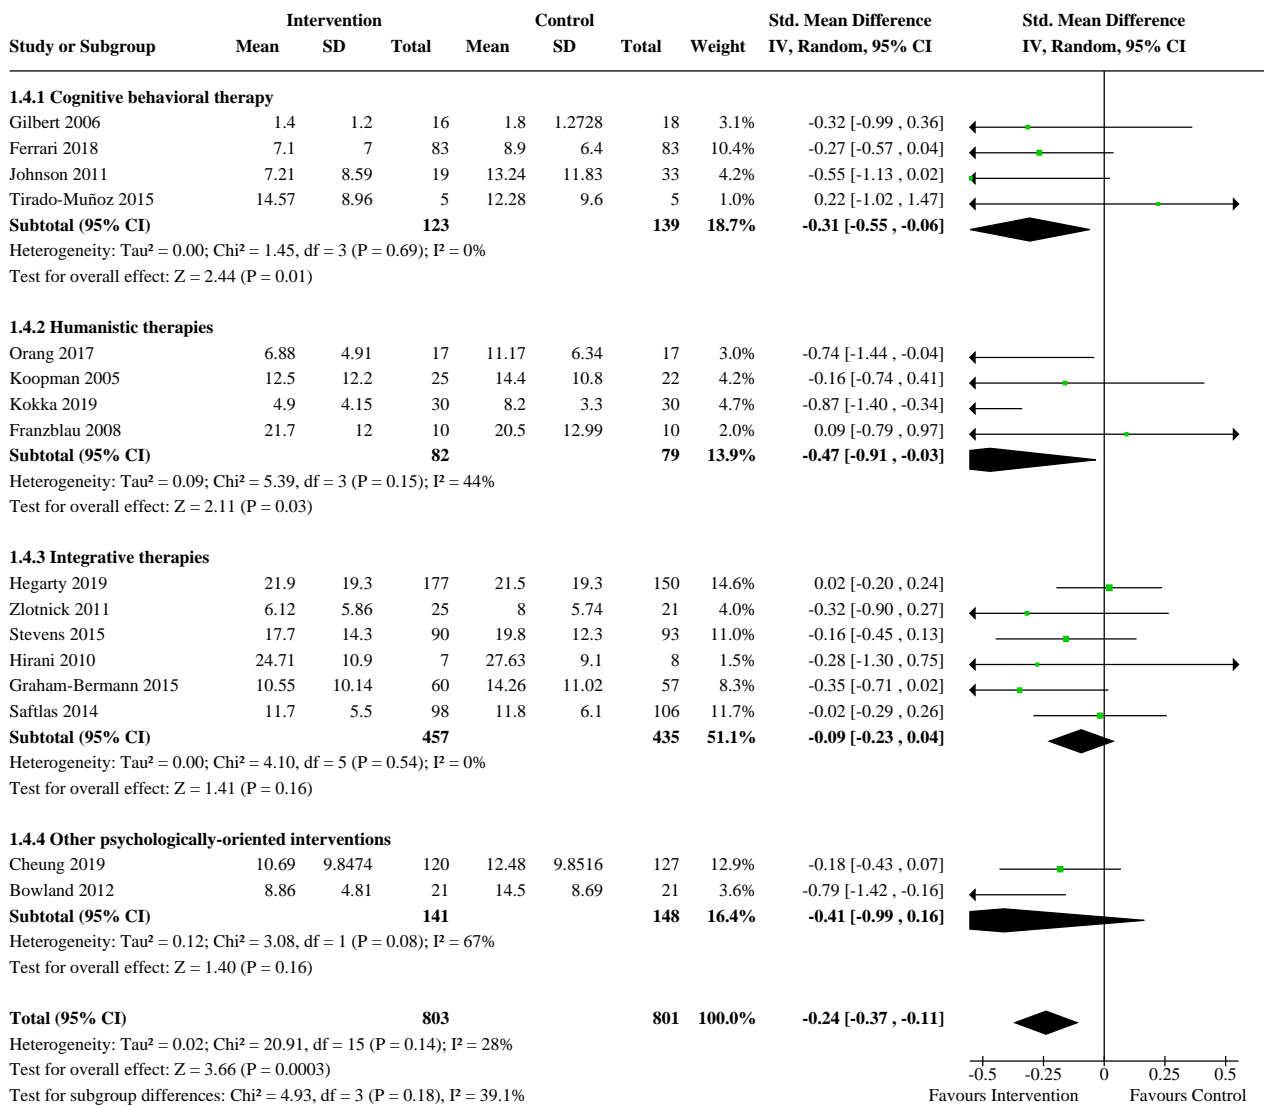 Intervention Control Std. Mean Difference Std. Mean Difference
Study or Subgroup Mean SD Total Mean SD Total Weight IV, Random, 95% CI IV, Random, 95% CI
1.4.1 Cognitive behavioral therapy
Gilbert 2006 1.4 1.2 16 1.8 1.2728 18 3.1% -0.32 [-0.99 , 0.36]
Ferrari 2018 7.1 7 83 8.9 6.4 83 10.4% -0.27 [-0.57 , 0.04]
Johnson 2011 7.21 8.59 19 13.24 11.83 33 4.2% -0.55 [-1.13 , 0.02]
Tirado-Muñoz 2015 14.57 8.96 5 12.28 9.6 5 1.0% 0.22 [-1.02 , 1.47]
Subtotal (95% CI) 123 139 18.7% -0.31 [-0.55 , -0.06]
Heterogeneity: Tau² = 0.00; Chi² = 1.45, df = 3 (P = 0.69); I² = 0%
Test for overall effect: Z = 2.44 (P = 0.01)
1.4.2 Humanistic therapies
Orang 2017 6.88 4.91 17 11.17 6.34 17 3.0% -0.74 [-1.44 , -0.04]
Koopman 2005 12.5 12.2 25 14.4 10.8 22 4.2% -0.16 [-0.74 , 0.41]
Kokka 2019 4.9 4.15 30 8.2 3.3 30 4.7% -0.87 [-1.40 , -0.34]
Franzblau 2008 21.7 12 10 20.5 12.99 10 2.0% 0.09 [-0.79 , 0.97]
Subtotal (95% CI) 82 79 13.9% -0.47 [-0.91 , -0.03]
Heterogeneity: Tau² = 0.09; Chi² = 5.39, df = 3 (P = 0.15); I² = 44%
Test for overall effect: Z = 2.11 (P = 0.03)
1.4.3 Integrative therapies
Hegarty 2019 21.9 19.3 177 21.5 19.3 150 14.6% 0.02 [-0.20 , 0.24]
Zlotnick 2011 6.12 5.86 25 8 5.74 21 4.0% -0.32 [-0.90 , 0.27]
Stevens 2015 17.7 14.3 90 19.8 12.3 93 11.0% -0.16 [-0.45 , 0.13]
Hirani 2010 24.71 10.9 7 27.63 9.1 8 1.5% -0.28 [-1.30 , 0.75]
Graham-Bermann 2015 10.55 10.14 60 14.26 11.02 57 8.3% -0.35 [-0.71 , 0.02]
Saftlas 2014 11.7 5.5 98 11.8 6.1 106 11.7% -0.02 [-0.29 , 0.26]
Subtotal (95% CI) 457 435 51.1% -0.09 [-0.23 , 0.04]
Heterogeneity: Tau² = 0.00; Chi² = 4.10, df = 5 (P = 0.54); I² = 0%
Test for overall effect: Z = 1.41 (P = 0.16)
1.4.4 Other psychologically-oriented interventions
Cheung 2019 10.69 9.8474 120 12.48 9.8516 127 12.9% -0.18 [-0.43 , 0.07]
Bowland 2012 8.86 4.81 21 14.5 8.69 21 3.6% -0.79 [-1.42 , -0.16]
Subtotal (95% CI) 141 148 16.4% -0.41 [-0.99 , 0.16]
Heterogeneity: Tau² = 0.12; Chi² = 3.08, df = 1 (P = 0.08); I² = 67%
Test for overall effect: Z = 1.40 (P = 0.16)
Total (95% CI) 803 801 100.0% -0.24 [-0.37 , -0.11]
Heterogeneity: Tau² = 0.02; Chi² = 20.91, df = 15 (P = 0.14); I² = 28%
Test for overall effect: Z = 3.66 (P = 0.0003)
Test for subgroup differences: Chi² = 4.93, df = 3 (P = 0.18), I² = 39.1%
-0.5 -0.25 0 0.25 0.5
Favours Intervention Favours Control